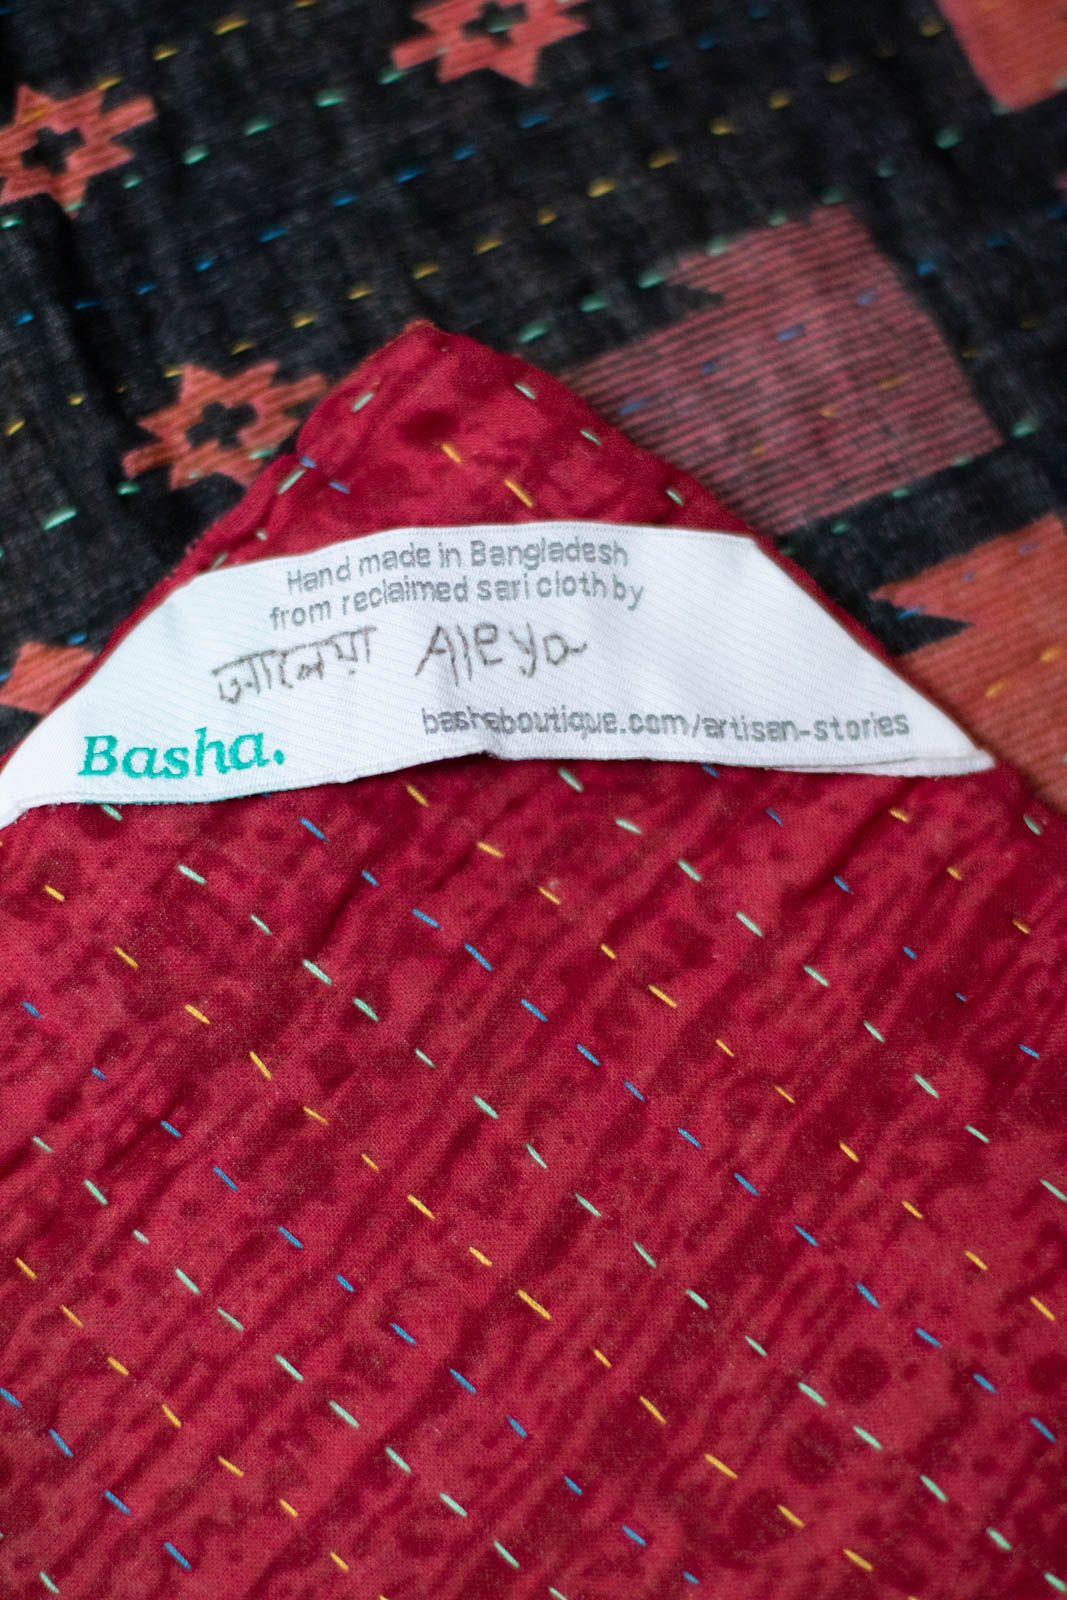 Hand made in Bangladesh
from reclaimed sari cloth by
আলেয়া Aleya
bashaboutique.com/artisan-stories
Basha.